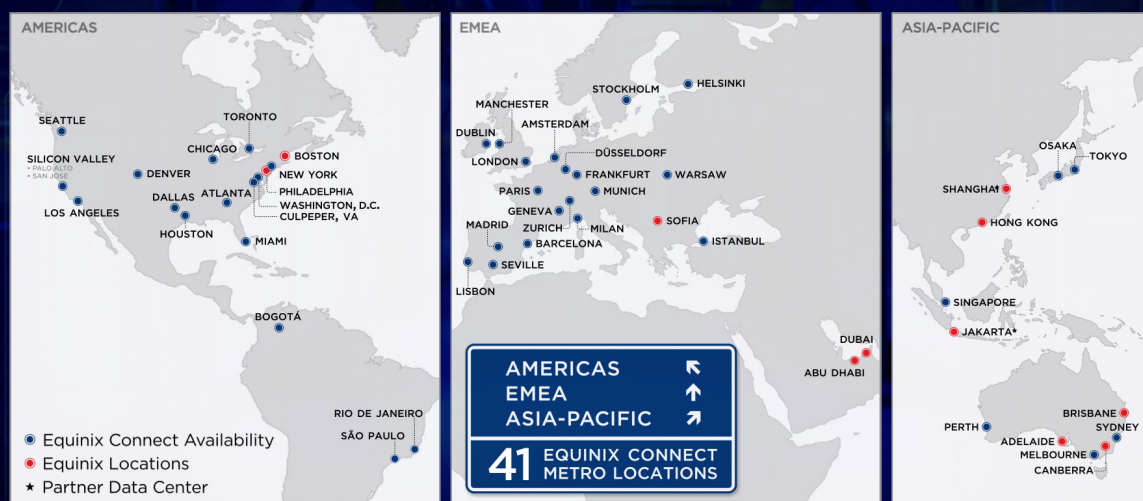 AMERICAS
SEATTLE
TORONTO
CHICAGO
BOSTON
SILICON VALLEY
• PALO ALTO
• SAN JOSE
DENVER
NEW YORK
PHILADELPHIA
ATLANTA
WASHINGTON, D.C.
DALLAS
LOS ANGELES
CULPEPER, VA
HOUSTON
MIAMI
BOGOTÁ
RIO DE JANEIRO
SÃO PAULO
Equinix Connect Availability
Equinix Locations
★ Partner Data Center
EMEA
HELSINKI
STOCKHOLM
MANCHESTER
AMSTERDAM
DUBLIN
DÜSSELDORF
LONDON
FRANKFURT
WARSAW
PARIS
MUNICH
GENEVA
ZURICH
MILAN
SOFIA
MADRID
BARCELONA
ISTANBUL
SEVILLE
LISBON
DUBAI
ABU DHABI
AMERICAS ↖
EMEA ↑
ASIA-PACIFIC ↗
41 EQUINIX CONNECT
METRO LOCATIONS
ASIA-PACIFIC
OSAKA
TOKYO
SHANGHAI★
HONG KONG
SINGAPORE
JAKARTA★
BRISBANE
PERTH
SYDNEY
ADELAIDE
MELBOURNE
CANBERRA